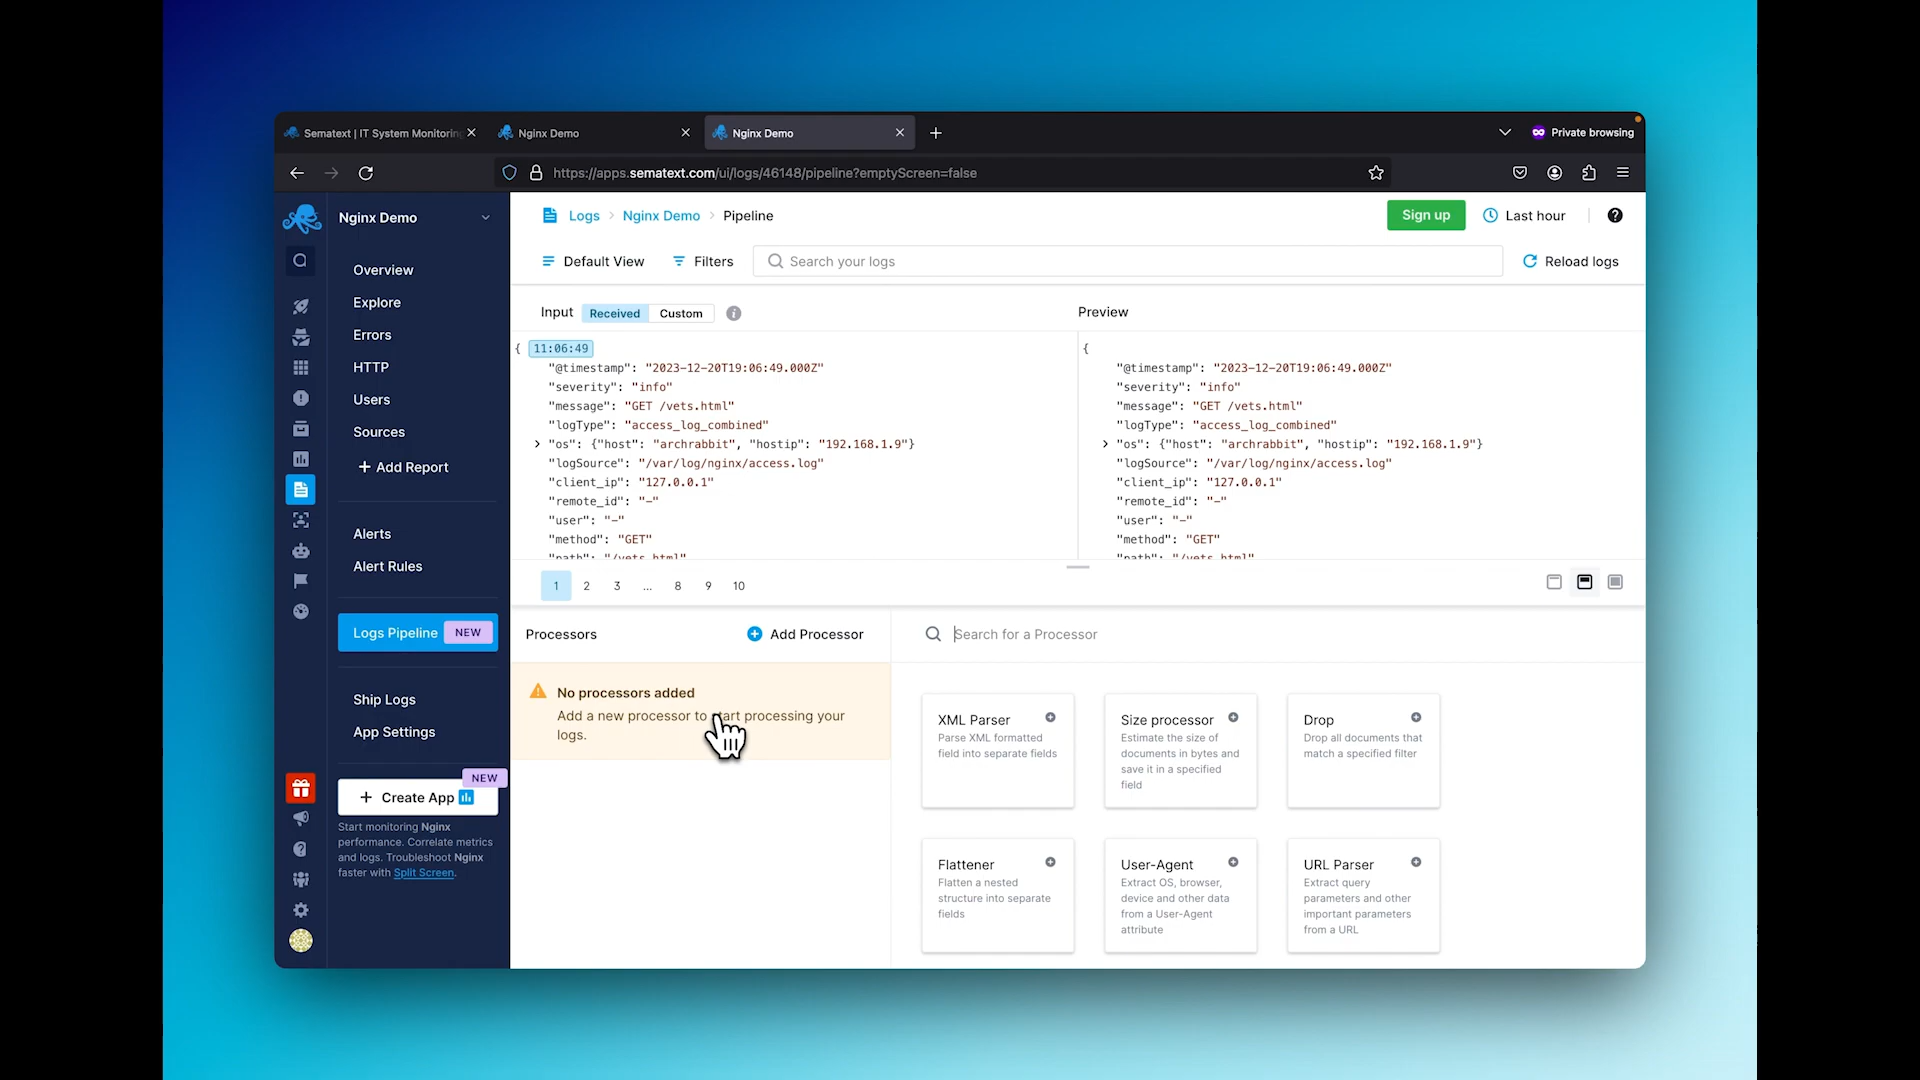 Sematext | IT System Monitoring
Nginx Demo
Nginx Demo
Private browsing
https://apps.sematext.com/ui/logs/46148/pipeline?emptyScreen=false
Nginx Demo
Overview
Explore
Errors
HTTP
Users
Sources
+ Add Report
Alerts
Alert Rules
Logs Pipeline NEW
Ship Logs
App Settings
NEW
+ Create App
Start monitoring Nginx
performance. Correlate metrics
and logs. Troubleshoot Nginx
faster with Split Screen.
Logs > Nginx Demo > Pipeline
Sign up
Last hour
Default View
Filters
Search your logs
Reload logs
Input Received Custom
{ 11:06:49
"@timestamp": "2023-12-20T19:06:49.000Z"
"severity": "info"
"message": "GET /vets.html"
"logType": "access_log_combined"
> "os": {"host": "archrabbit", "hostip": "192.168.1.9"}
"logSource": "/var/log/nginx/access.log"
"client_ip": "127.0.0.1"
"remote_id": "-"
"user": "-"
"method": "GET"
"path": "/vets.html"
Preview
{
"@timestamp": "2023-12-20T19:06:49.000Z"
"severity": "info"
"message": "GET /vets.html"
"logType": "access_log_combined"
> "os": {"host": "archrabbit", "hostip": "192.168.1.9"}
"logSource": "/var/log/nginx/access.log"
"client_ip": "127.0.0.1"
"remote_id": "-"
"user": "-"
"method": "GET"
"path": "/vets.html"
1 2 3 ... 8 9 10
Processors
Add Processor
No processors added
Add a new processor to start processing your
logs.
Search for a Processor
XML Parser
Parse XML formatted
field into separate fields
Size processor
Estimate the size of
documents in bytes and
save it in a specified
field
Drop
Drop all documents that
match a specified filter
Flattener
Flatten a nested
structure into separate
fields
User-Agent
Extract OS, browser,
device and other data
from a User-Agent
attribute
URL Parser
Extract query
parameters and other
important parameters
from a URL